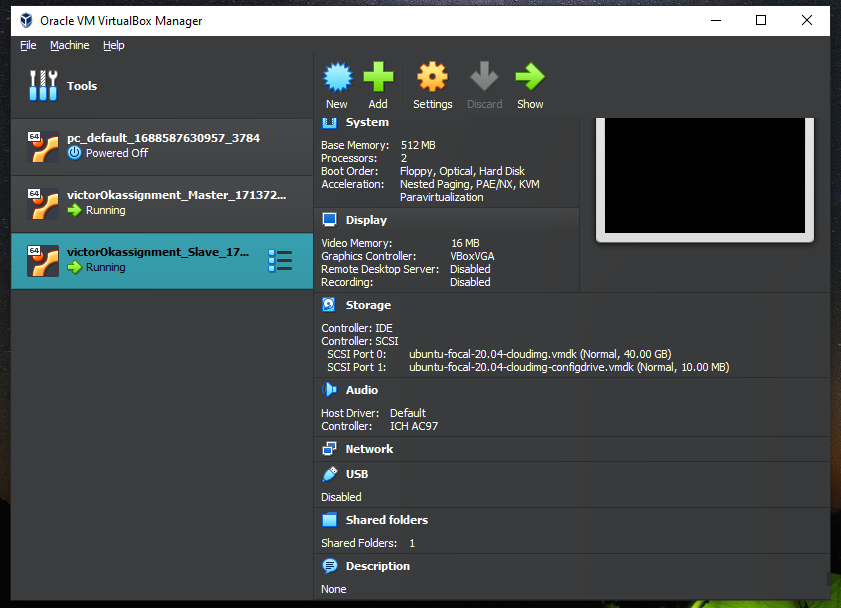 Oracle VM VirtualBox Manager
File Machine Help
Tools
New Add Settings Discard Show
64
pc_default_1688587630957_3784
Powered Off
64
victorOkassignment_Master_171372...
Running
64
victorOkassignment_Slave_17...
Running
System
Base Memory: 512 MB
Processors: 2
Boot Order: Floppy, Optical, Hard Disk
Acceleration: Nested Paging, PAE/NX, KVM
Paravirtualization
Display
Video Memory: 16 MB
Graphics Controller: VBoxVGA
Remote Desktop Server: Disabled
Recording: Disabled
Storage
Controller: IDE
Controller: SCSI
SCSI Port 0: ubuntu-focal-20.04-cloudimg.vmdk (Normal, 40.00 GB)
SCSI Port 1: ubuntu-focal-20.04-cloudimg-configdrive.vmdk (Normal, 10.00 MB)
Audio
Host Driver: Default
Controller: ICH AC97
Network
USB
Disabled
Shared folders
Shared Folders: 1
Description
None